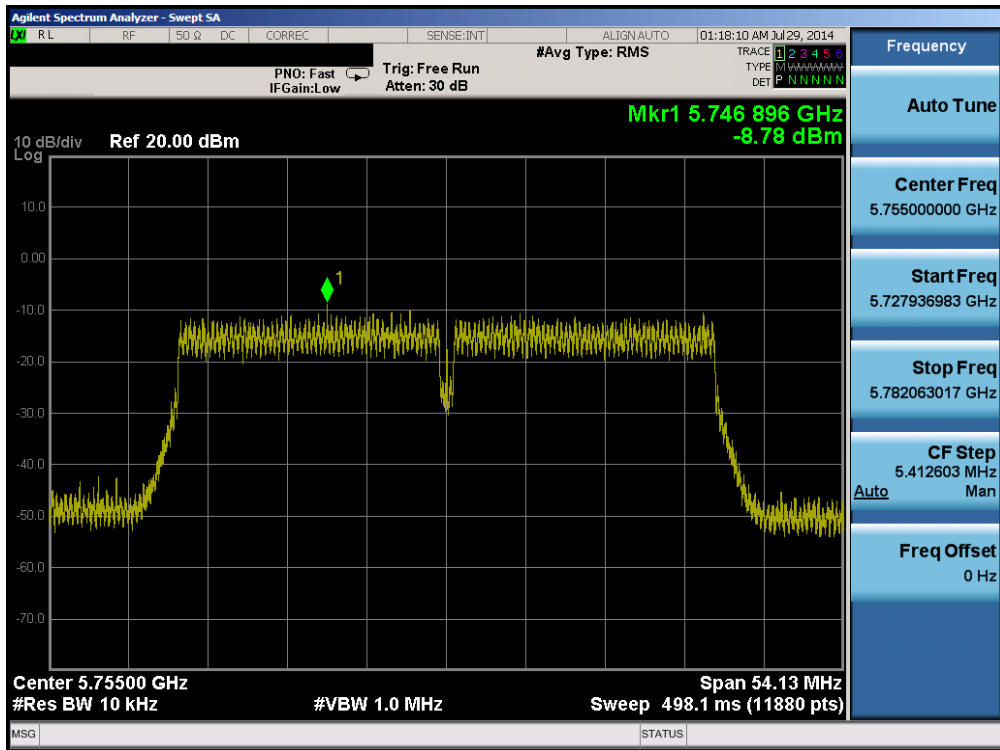 Agilent Spectrum Analyzer - Swept SA
LXI RL RF 50 Ω DC CORREC SENSE:INT ALIGNAUTO 01:18:10 AM Jul 29, 2014
#Avg Type: RMS TRACE 1 2 3 4 5 6
PNO: Fast Trig: Free Run TYPE M WWWWW
IFGain:Low Atten: 30 dB DET P N N N N N
Mkr1 5.746 896 GHz
-8.78 dBm
10 dB/div Ref 20.00 dBm
Log
10.0
0.00
1
-10.0
-20.0
-30.0
-40.0
-50.0
-60.0
-70.0
Center 5.75500 GHz Span 54.13 MHz
#Res BW 10 kHz #VBW 1.0 MHz Sweep 498.1 ms (11880 pts)
MSG STATUS
Frequency
Auto Tune
Center Freq
5.755000000 GHz
Start Freq
5.727936983 GHz
Stop Freq
5.782063017 GHz
CF Step
5.412603 MHz
Auto Man
Freq Offset
0 Hz